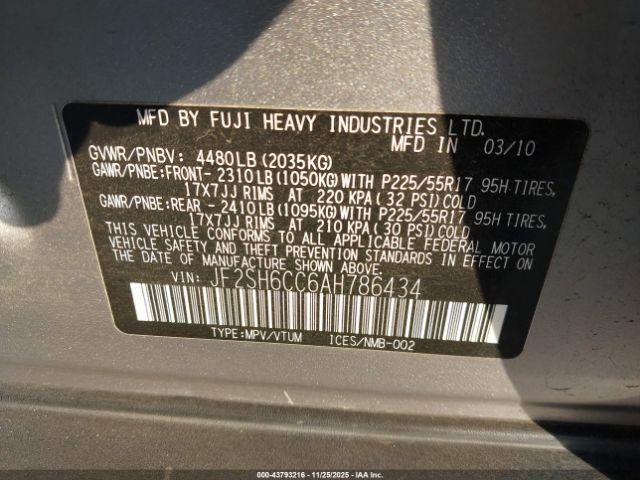 MFD BY FUJI HEAVY INDUSTRIES LTD.
GVWR/PNBV: 4480LB(2035KG) IN 03/10
GAWR/PNBE:FRONT-2310LB(1050KG)WITH P225/55R17 95H TIRES,
17X7JJ RIMS AT 220 KPA(32 PSI)COLD
GAWR/PNBE:REAR -2410LB(1095KG)WITH P225/55R17 95H TIRES,
17X7JJ RIMS AT 210 KPA(30 PSI)COLD
THIS VEHICLE CONFORMS TO ALL APPLICABLE FEDERAL MOTOR
VEHICLE SAFETY AND THEFT PREVENTION STANDARDS IN EFFECT ON
THE DATE OF MANUFACTURE SHOWN ABOVE.
VIN: JF2SH6CC6AH786434
TYPE:MPV/VTUM ICES/NMB-002
000-43793216 - 11/25/2025 - COPART